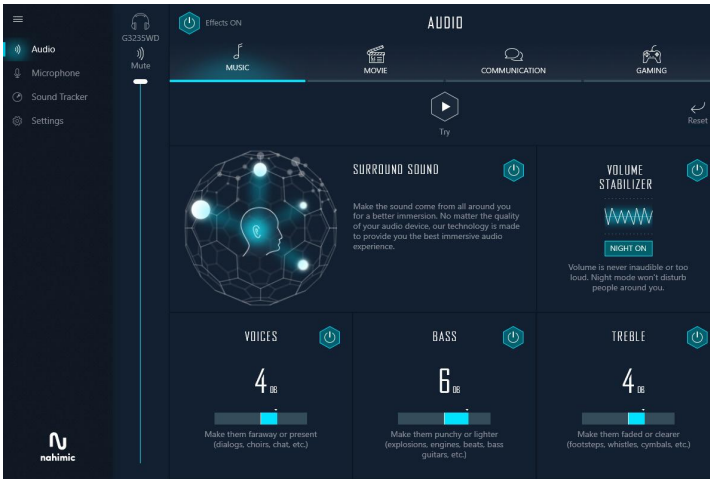 Audio
Microphone
Sound Tracker
Settings
nahimic
G3235WD
Mute
Effects ON
AUDIO
MUSIC
MOVIE
COMMUNICATION
GAMING
Try
Reset
SURROUND SOUND
Make the sound come from all around you
for a better immersion. No matter the quality
of your audio device, our technology is made
to provide you the best immersive audio
experience.
VOLUME
STABILIZER
NIGHT ON
Volume is never inaudible or too
loud. Night mode won't disturb
people around you.
VOICES
4 DB
Make them faraway or present
(dialogs, choirs, chat, etc.)
BASS
6 DB
Make them punchy or lighter
(explosions, engines, beats, bass
guitars, etc.)
TREBLE
4 DB
Make them faded or clearer
(footsteps, whistles, cymbals, etc.)